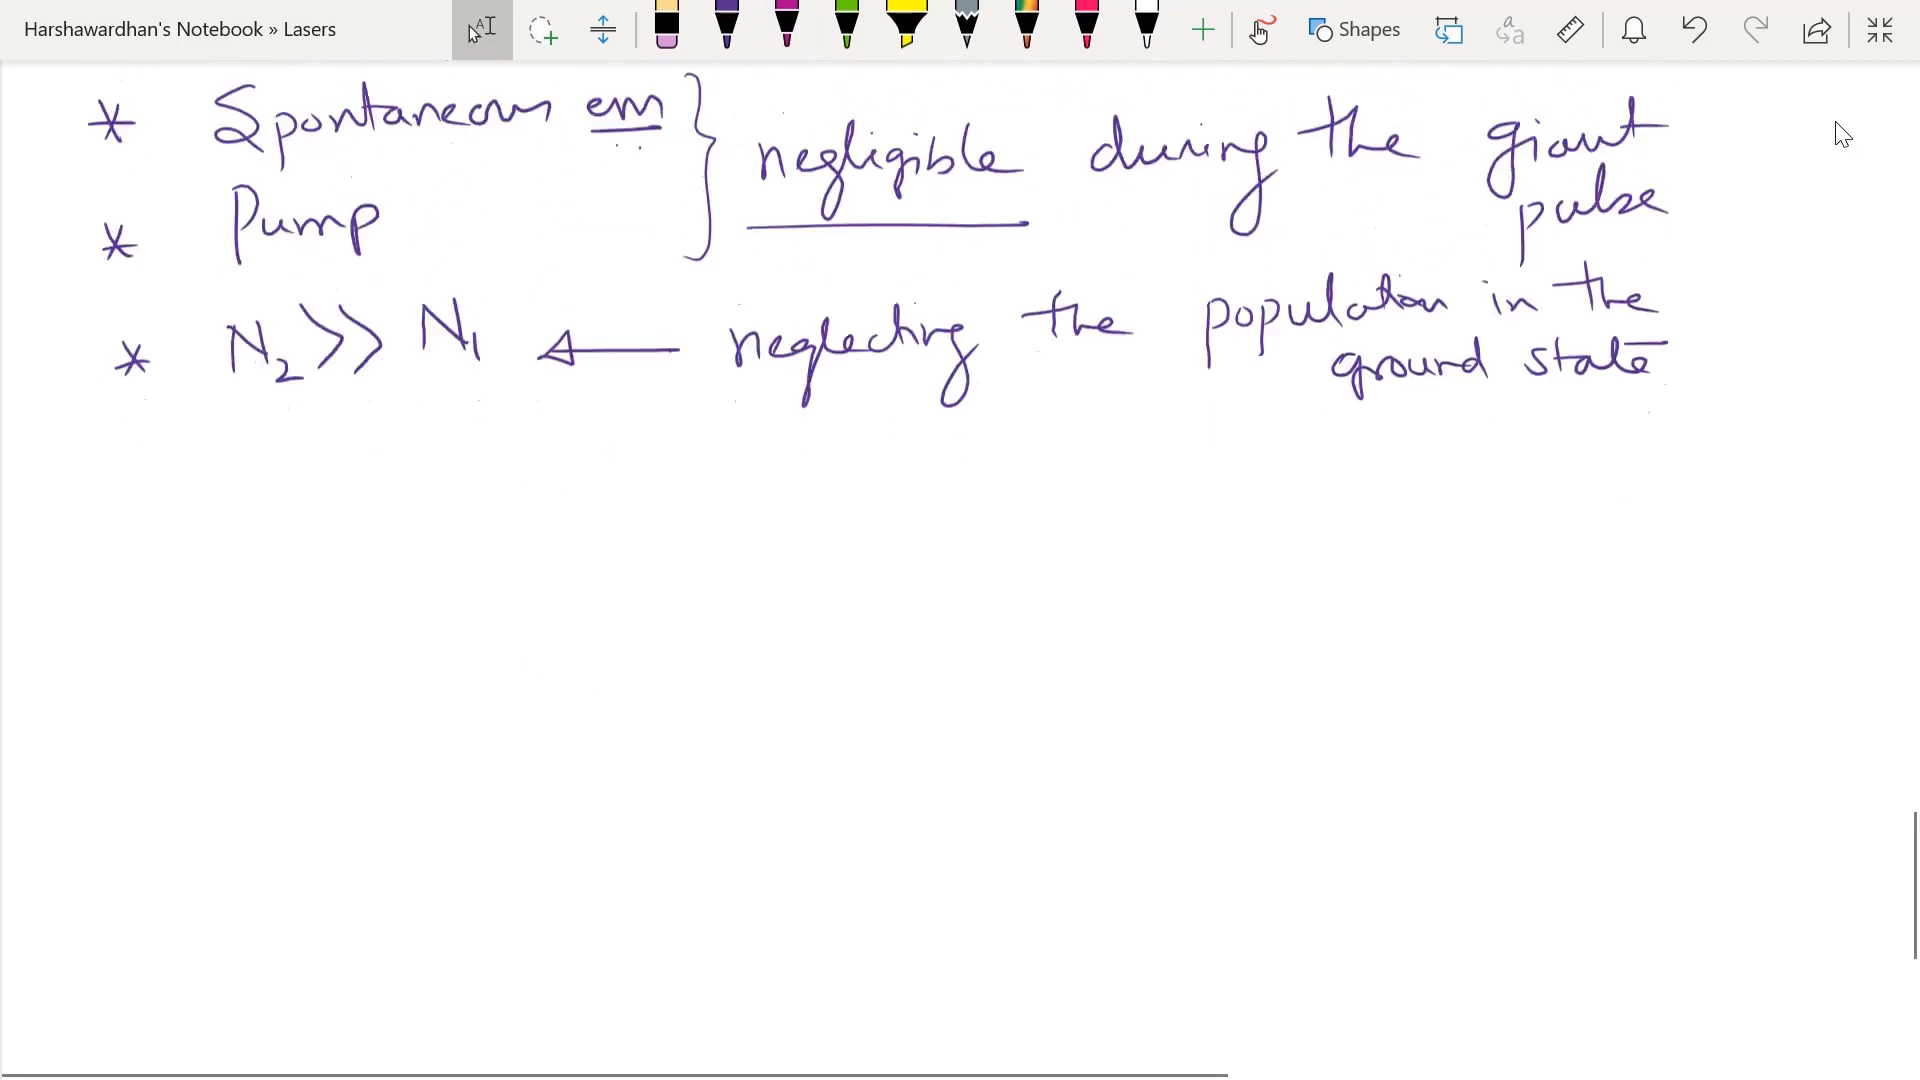 Harshawardhan's Notebook » Lasers
Shapes
* Spontaneous em } negligible during the giant pulse
* Pump
* N₂ >> N₁ ← neglecting the population in the ground state